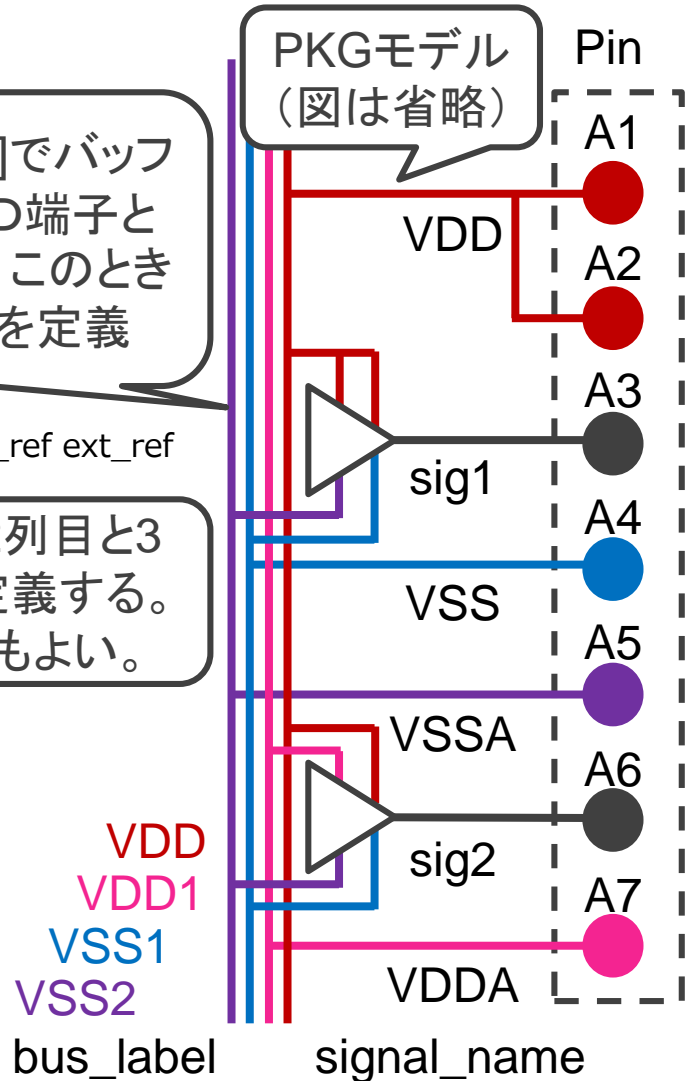 PKGモデル
（図は省略）
Pin
]でバッフ
D端子と
このとき
を定義
_ref ext_ref
列目と3
定義する。
もよい。
A1
VDD
A2
A3
sig1
A4
VSS
A5
VSSA
A6
sig2
A7
VDDA
VDD
VDD1
VSS1
VSS2
bus_label
signal_name